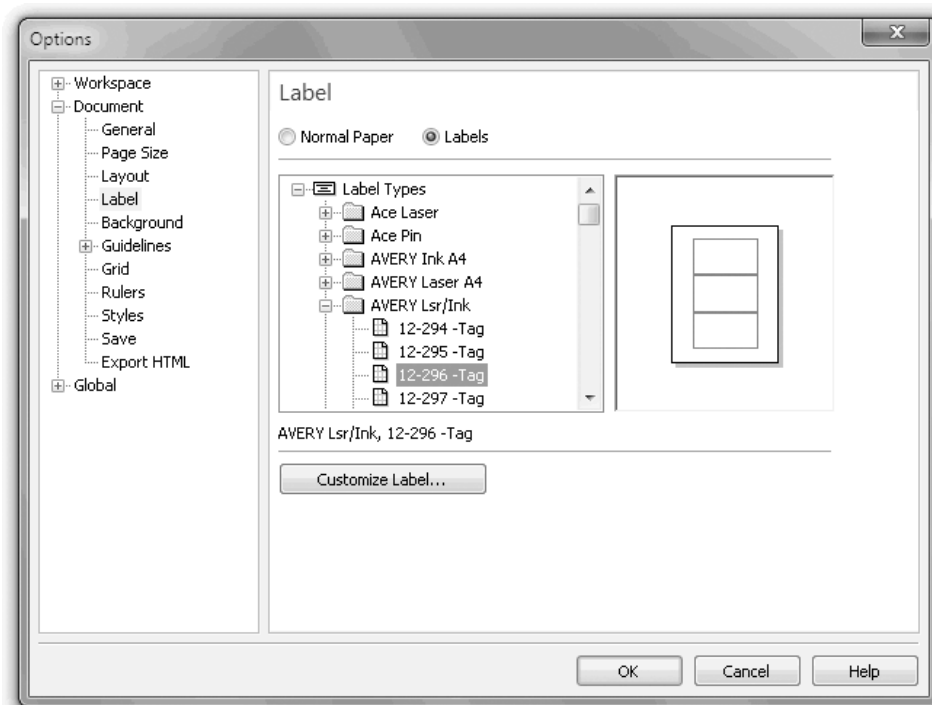 Options
X
Workspace
Document
General
Page Size
Layout
Label
Background
Guidelines
Grid
Rulers
Styles
Save
Export HTML
Global
Label
Normal Paper Labels
Label Types
Ace Laser
Ace Pin
AVERY Ink A4
AVERY Laser A4
AVERY Lsr/Ink
12-294 -Tag
12-295 -Tag
12-296 -Tag
12-297 -Tag
AVERY Lsr/Ink, 12-296 -Tag
Customize Label...
OK Cancel Help